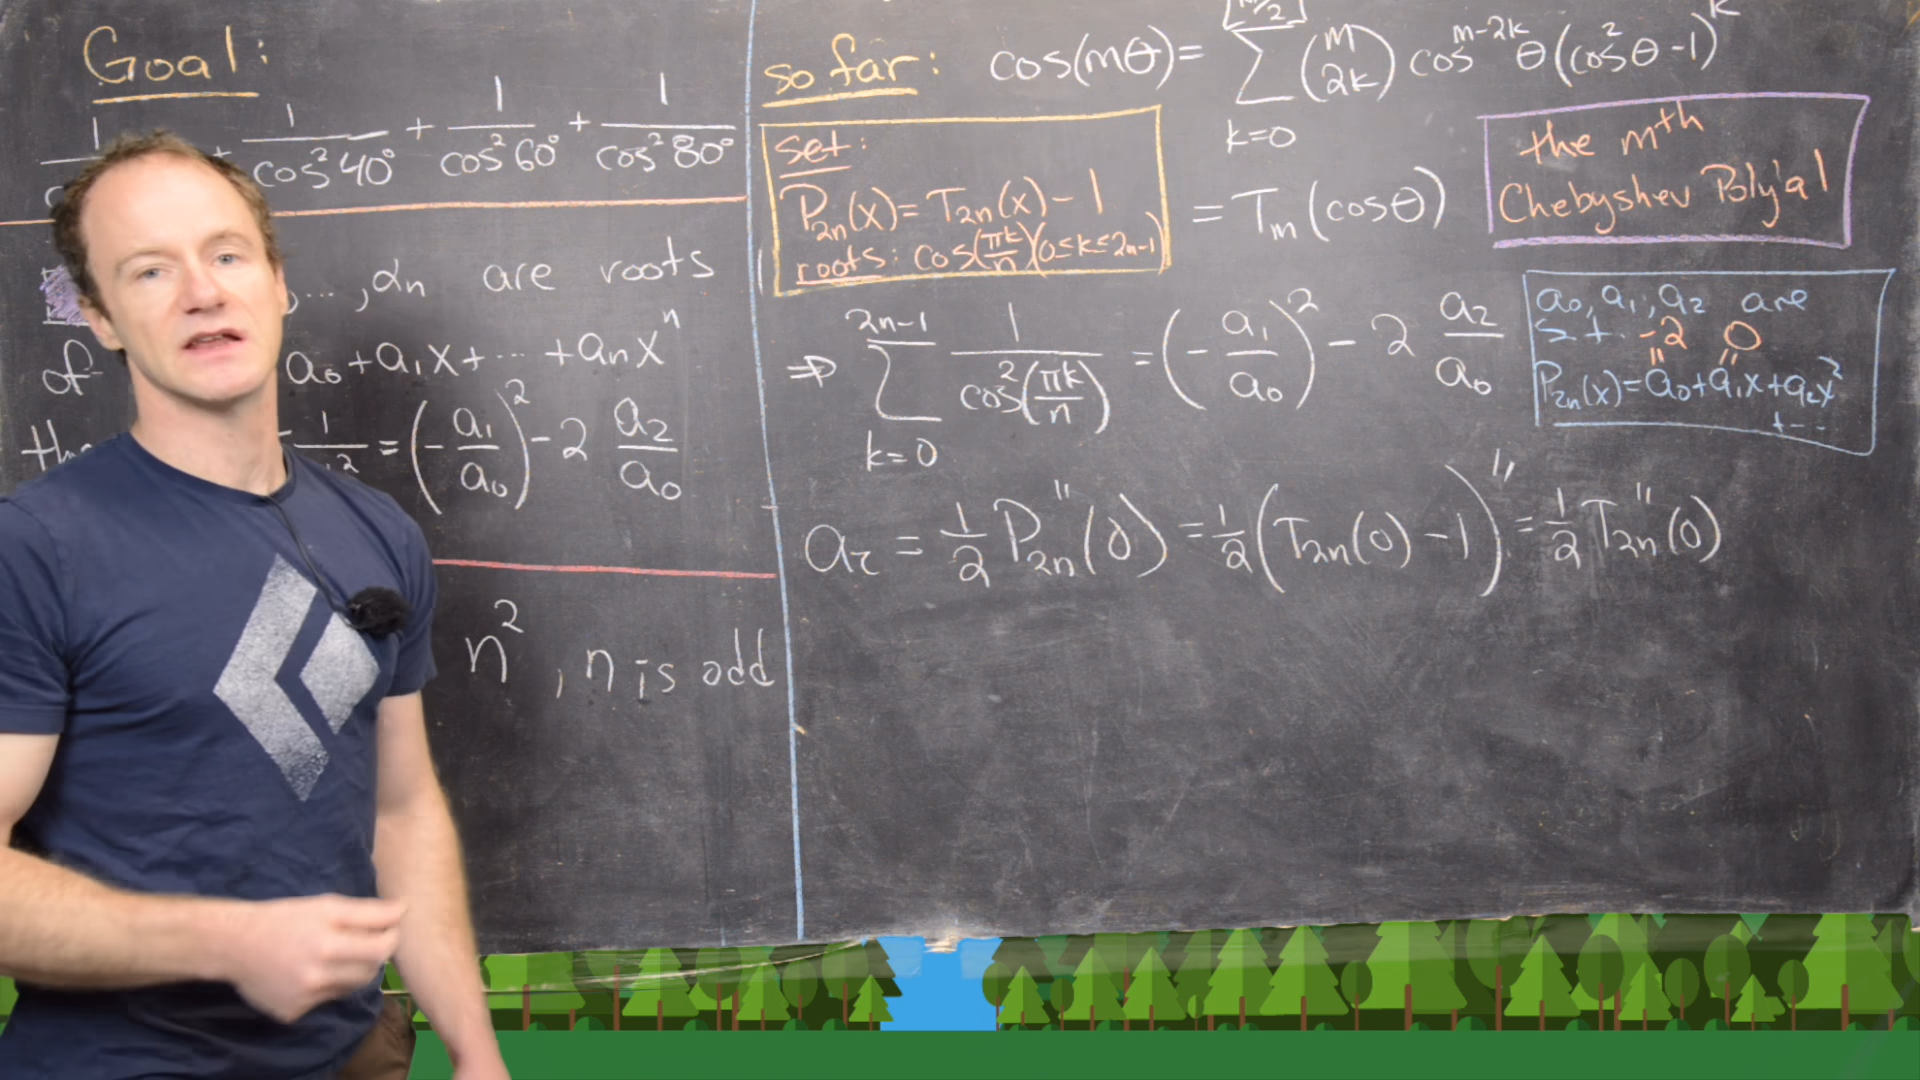 Goal:
1/cos²40° + 1/cos²60° + 1/cos²80°
,...,αn are roots
of a0+a1x+ ··· +anxⁿ
= (-a1/a0)² - 2 a2/a0
n² , n is odd
so far: cos(mθ)= ∑ k=0 (m 2k) cos^(m-2k) θ (cos²θ-1)^k
= Tm(cosθ)
the mth
Chebyshev Poly'al
set:
P2n(x)= T2n(x)-1
roots: cos(πk/n)(0≤k≤2n-1)
⇒ ∑ k=0 2n-1 1/cos²(πk/n) = (-a1/a0)² - 2 a2/a0
a0, a1, a2 are
s.t. -2 0
" "
P2n(x)=a0+a1x+a2x²
+...
a2 = 1/2 P2n''(0) = 1/2 (T2n(0)-1)'' = 1/2 T2n''(0)